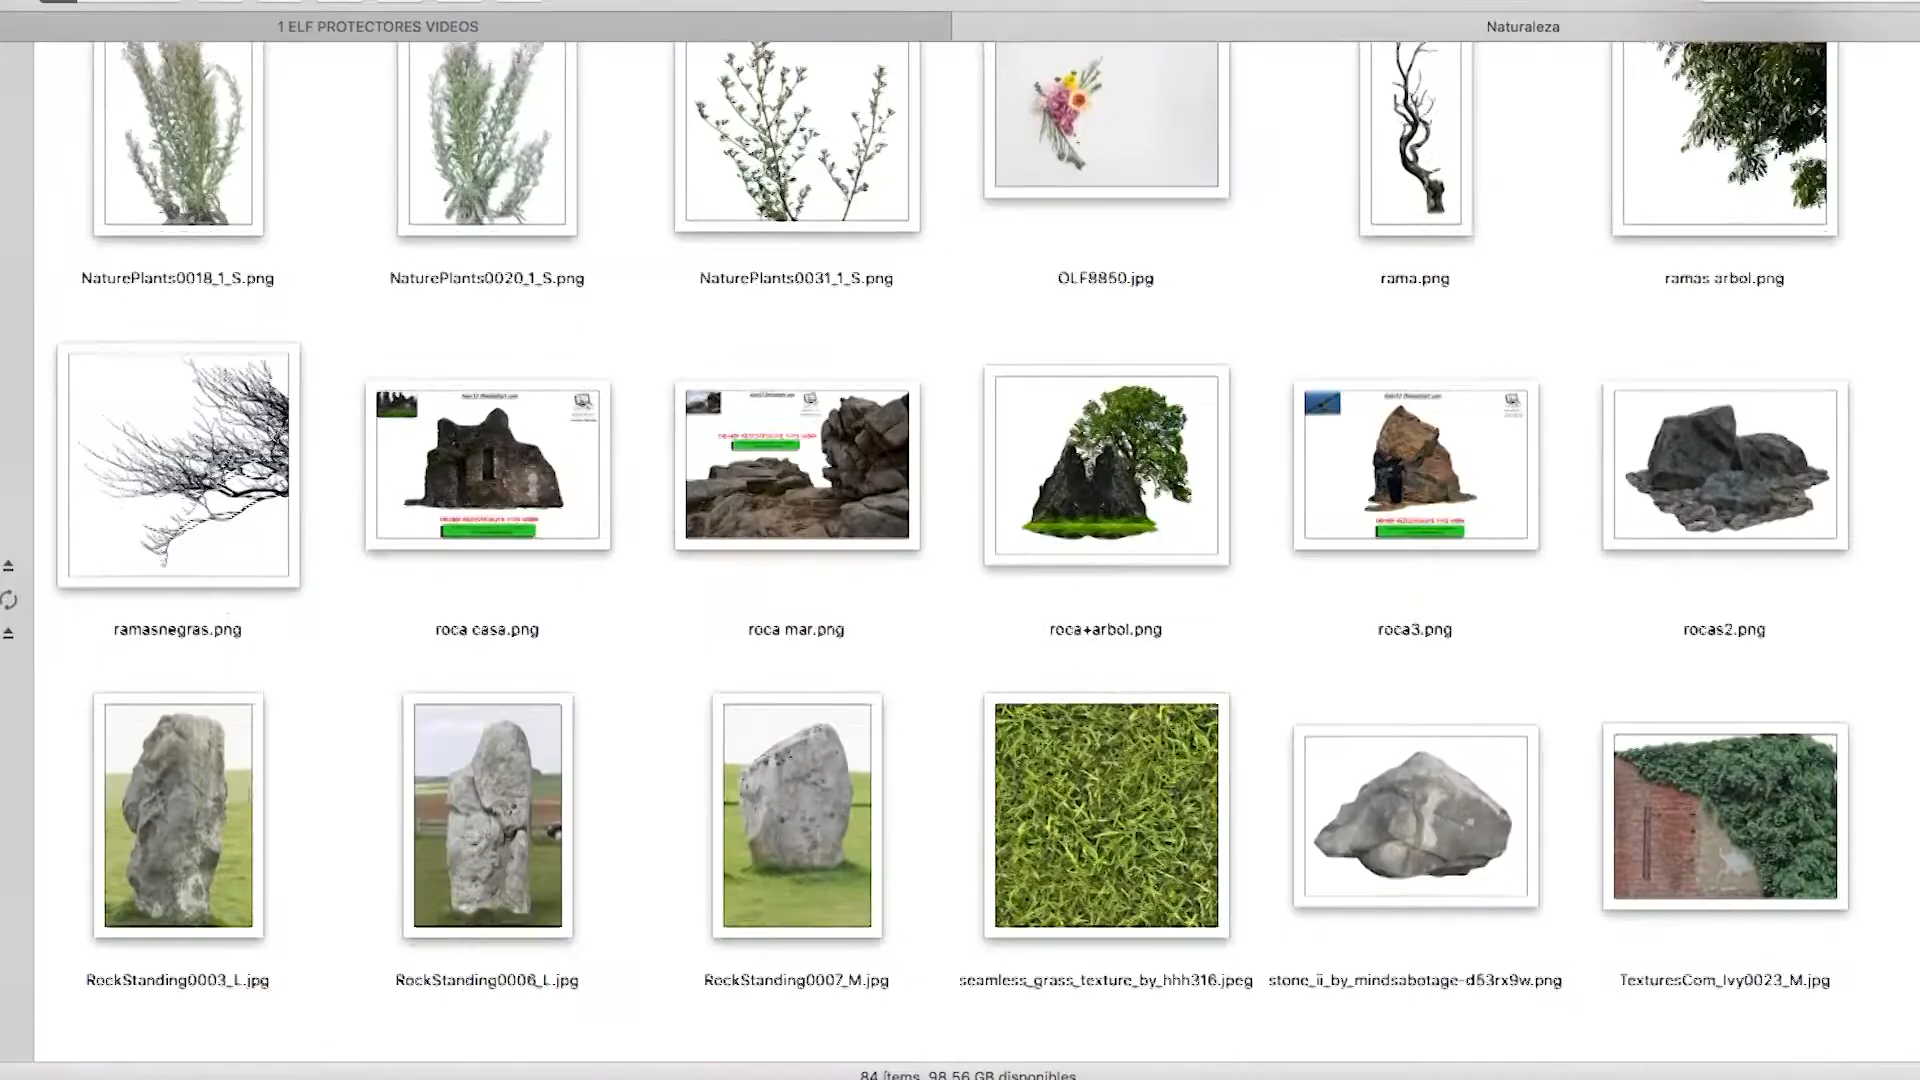 1 ELF PROTECTORES VIDEOS
Naturaleza
NaturePlants0018_1_S.png
NaturePlants0020_1_S.png
NaturePlants0031_1_S.png
OLF8850.jpg
rama.png
ramas arbol.png
ramasnegras.png
roca casa.png
roca mar.png
roca+arbol.png
roca3.png
rocas2.png
RockStanding0003_L.jpg
RockStanding0006_L.jpg
RockStanding0007_M.jpg
seamless_grass_texture_by_hhh316.jpeg
stone_ii_by_mindsabotage-d53rx9w.png
TexturesCom_Ivy0023_M.jpg
84 ítems, 98,56 GB disponibles